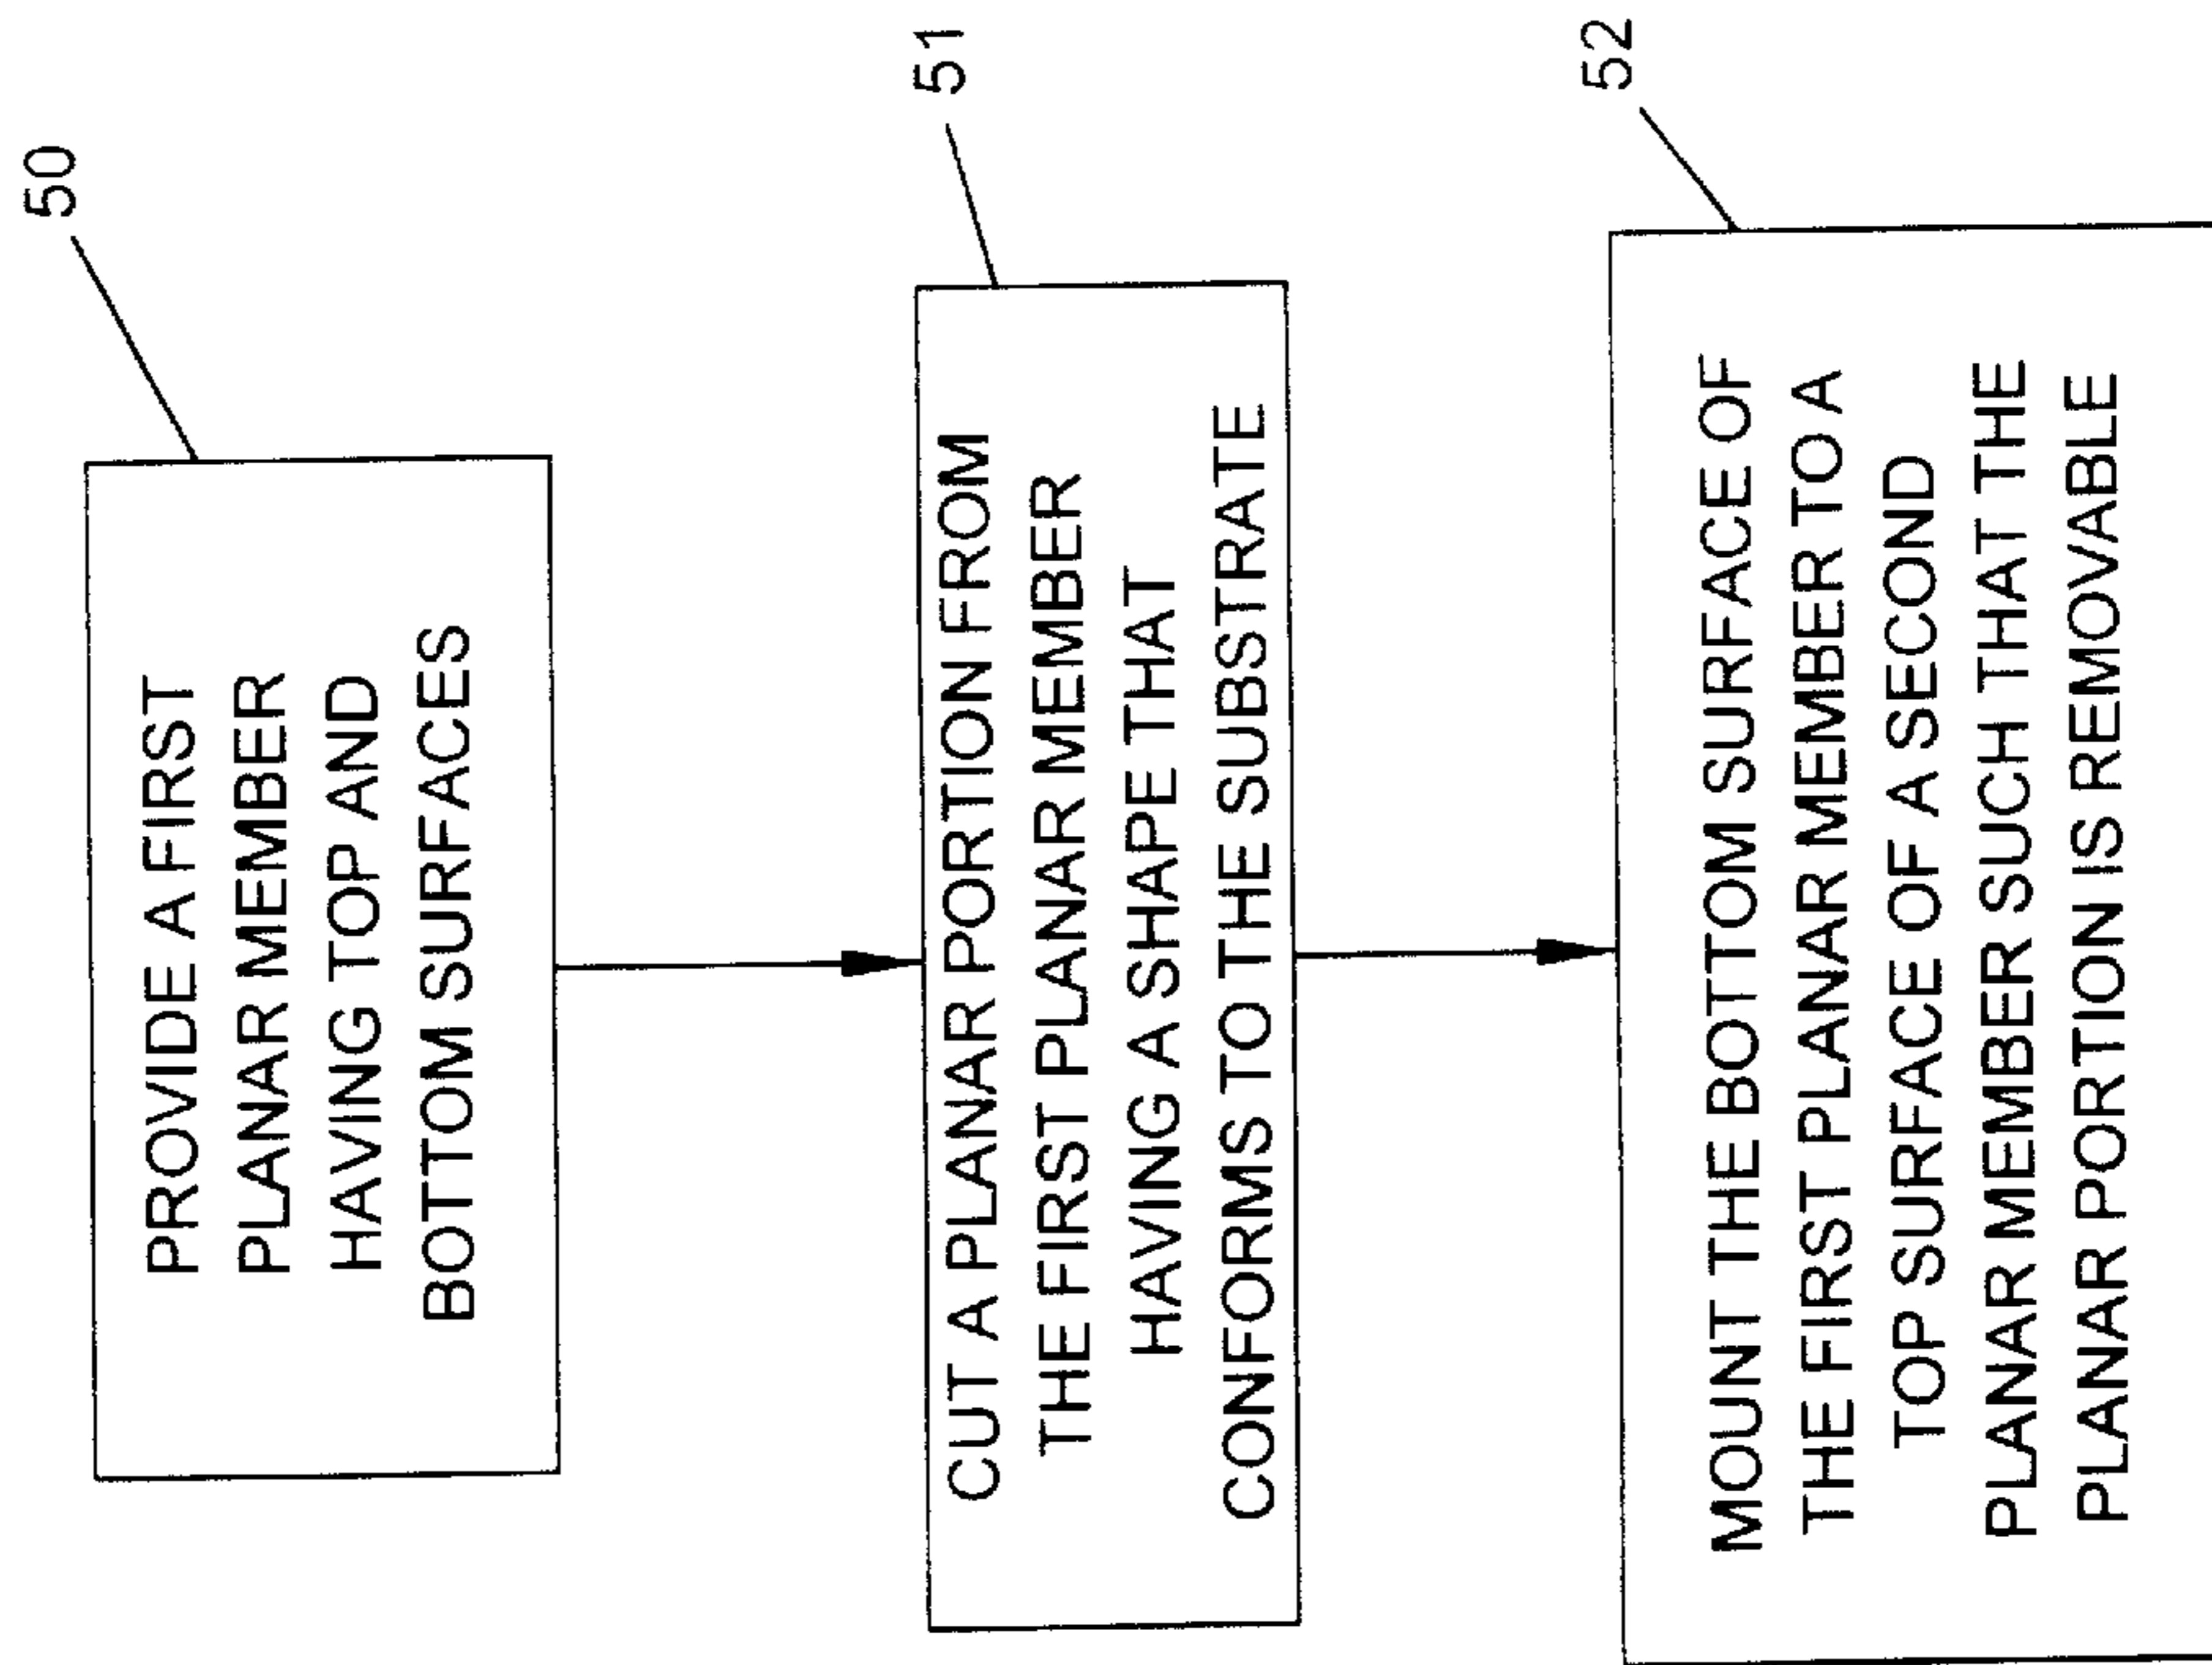 50
PROVIDE A FIRST
PLANAR MEMBER
HAVING TOP AND
BOTTOM SURFACES
51
CUT A PLANAR PORTION FROM
THE FIRST PLANAR MEMBER
HAVING A SHAPE THAT
CONFORMS TO THE SUBSTRATE
52
MOUNT THE BOTTOM SURFACE OF
THE FIRST PLANAR MEMBER TO A
TOP SURFACE OF A SECOND
PLANAR MEMBER SUCH THAT THE
PLANAR PORTION IS REMOVABLE